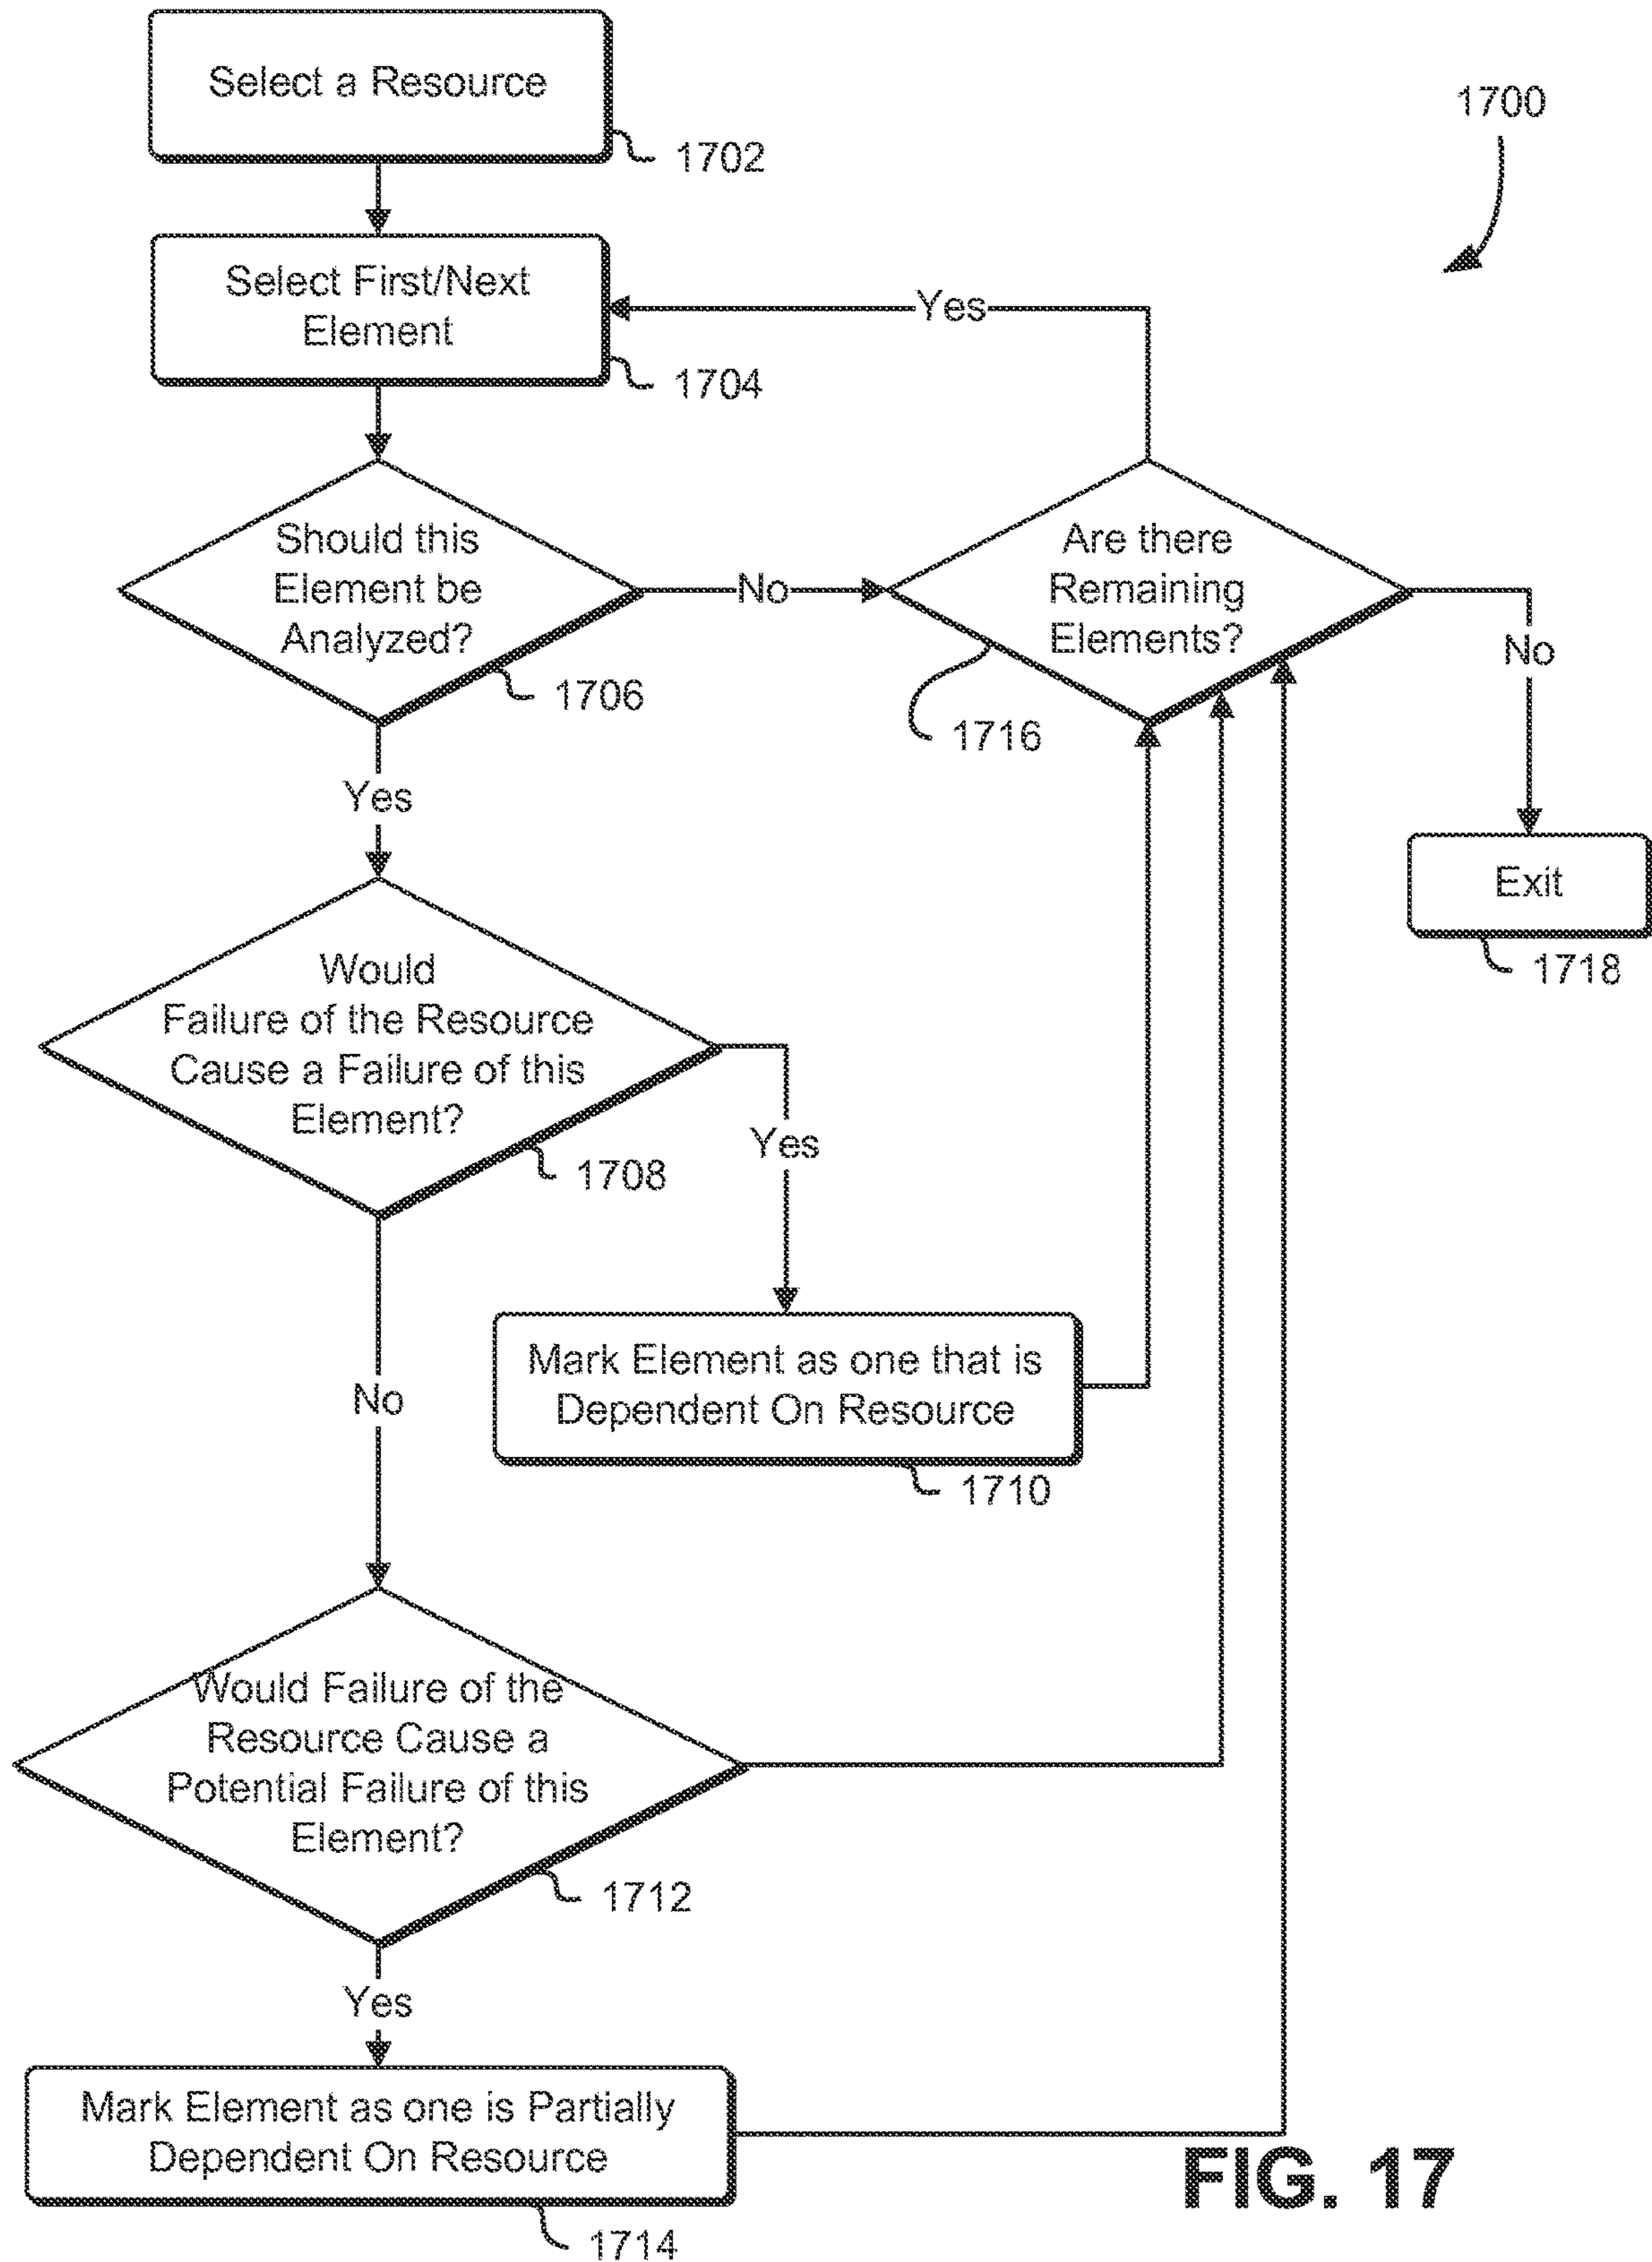 Select a Resource
1702
1700
Select First/Next
Element
1704
Yes
Should this
Element be
Analyzed?
1706
No
Are there
Remaining
Elements?
1716
No
Exit
1718
Yes
Would
Failure of the Resource
Cause a Failure of this
Element?
1708
Yes
Mark Element as one that is
Dependent On Resource
1710
No
Would Failure of the
Resource Cause a
Potential Failure of this
Element?
1712
Yes
Mark Element as one is Partially
Dependent On Resource
1714
FIG. 17